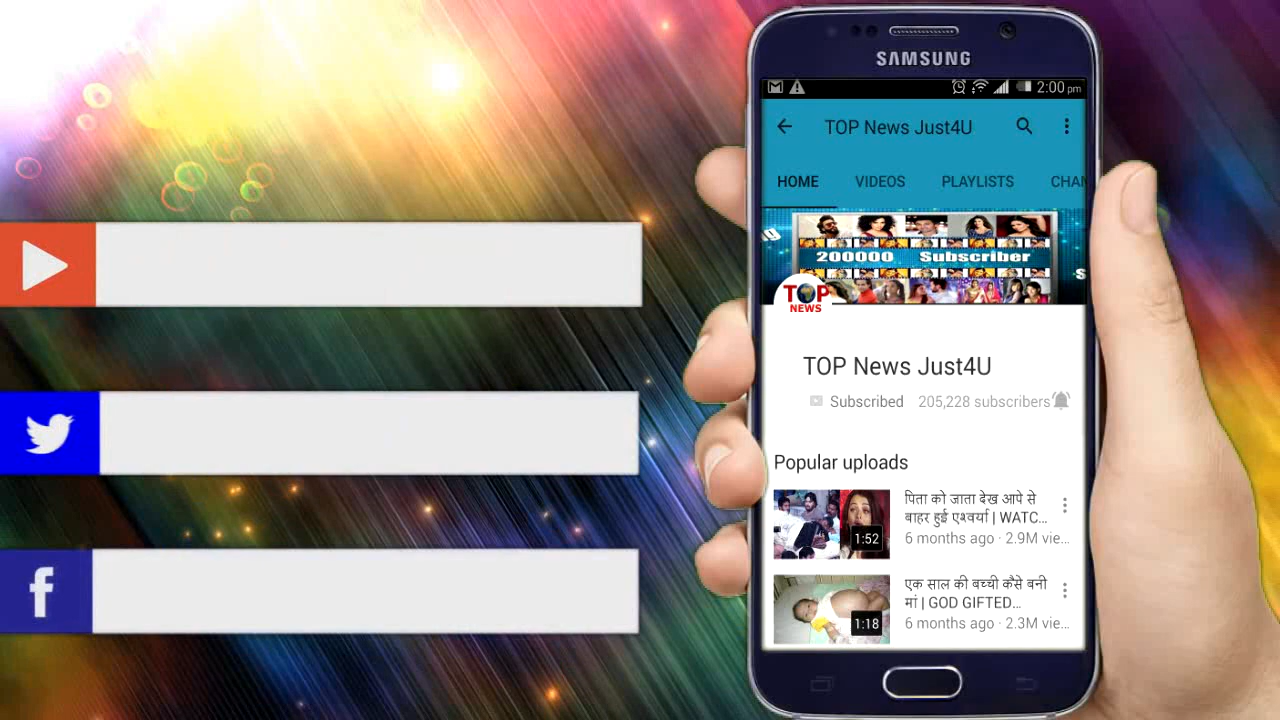 SAMSUNG
2:00 pm
TOP News Just4U
HOME VIDEOS PLAYLISTS CHAN
200000 Subscriber
TOP
NEWS
TOP News Just4U
Subscribed 205,228 subscribers
Popular uploads
पिता को जाता देख आपे से
बाहर हुई एश्वर्या | WATC...
6 months ago · 2.9M vie...
1:52
एक साल की बच्ची कैसे बनी
मां | GOD GIFTED...
6 months ago · 2.3M vie...
1:18